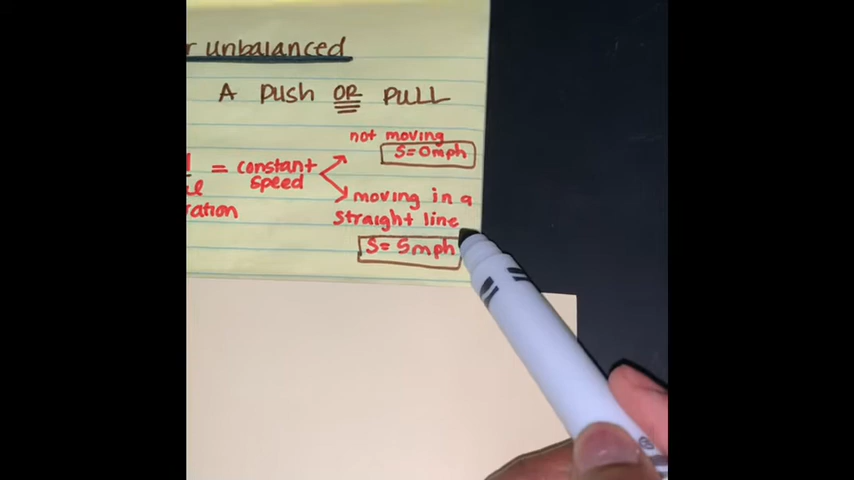 unbalanced
A PUSH OR PULL
not moving
S=0mph
= constant
speed
moving in a
straight line
S= 5mph